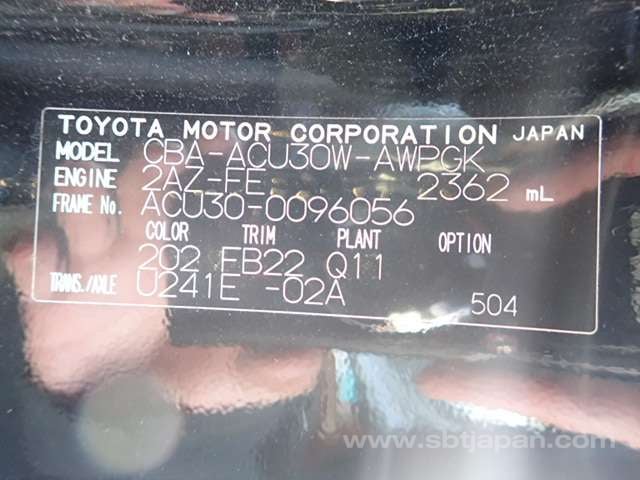 TOYOTA MOTOR CORPORATION JAPAN
MODEL CBA-ACU30W-AWPGK
ENGINE 2AZ-FE 2362 mL
FRAME No. ACU30-0096056
COLOR TRIM PLANT OPTION
202 FB22 Q11
TRANS./AXLE U241E -02A
504
www.sbtjapan.com